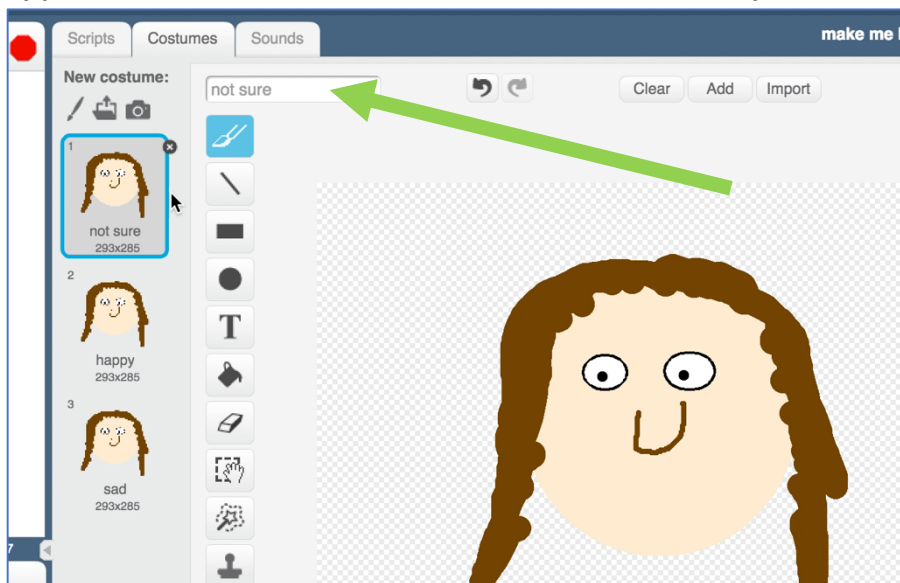 Scripts Costumes Sounds make me
New costume:
not sure
Clear Add Import
1
not sure
293x285
2
happy
293x285
3
sad
293x285
T
7